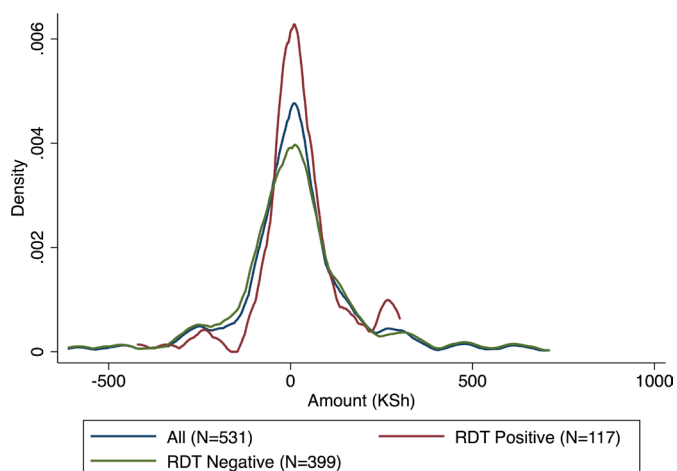 .006
.004
Density
.002
0
-500 0 500 1000
Amount (KSh)
All (N=531) RDT Positive (N=117)
RDT Negative (N=399)